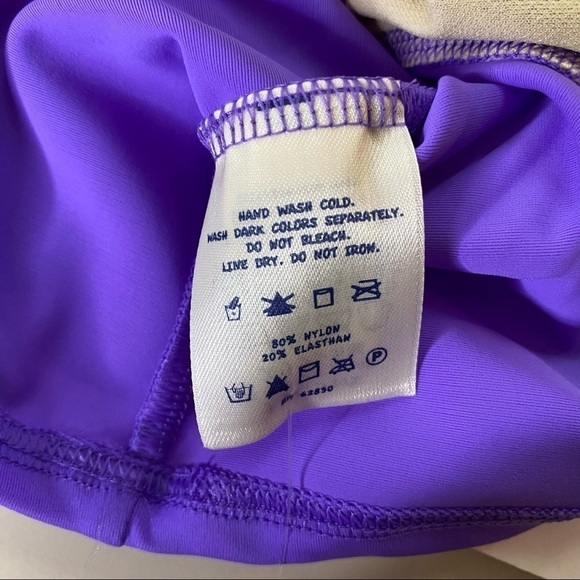 HAND WASH COLD.
WASH DARK COLORS SEPARATELY.
DO NOT BLEACH.
LINE DRY. DO NOT IRON.
80% NYLON
20% ELASTHAN
P
62850